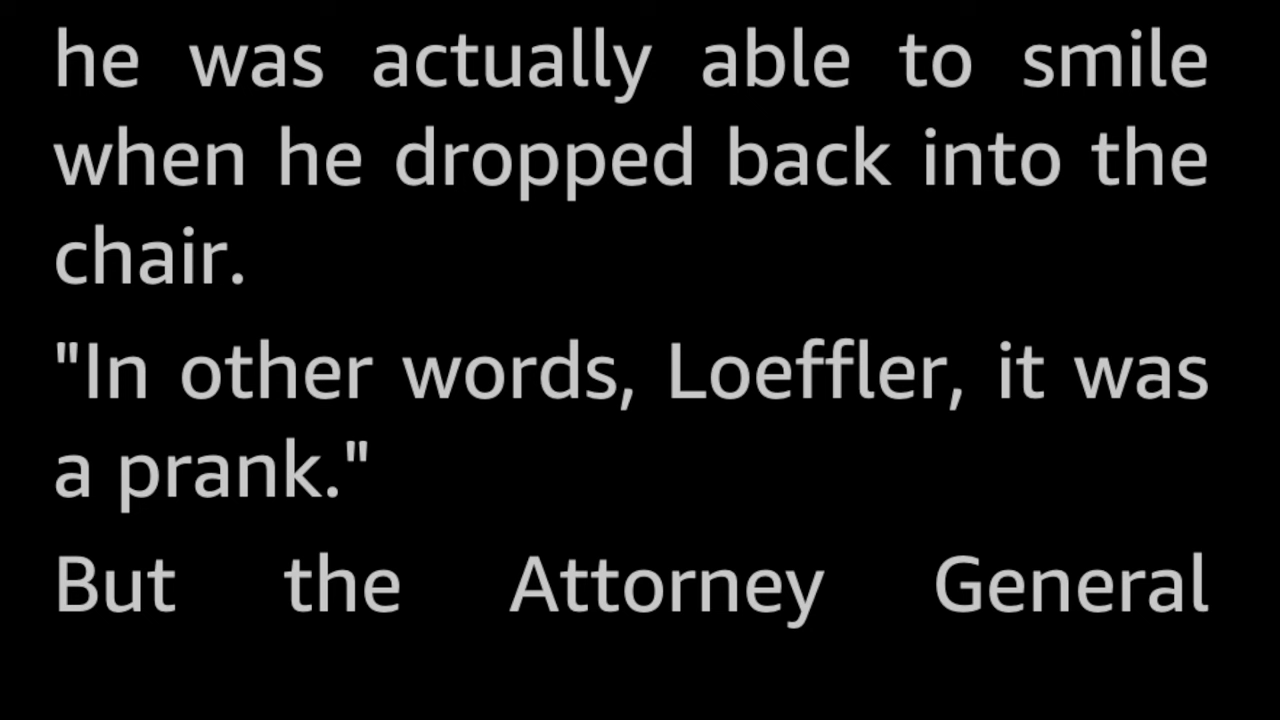 he was actually able to smile
when he dropped back into the
chair.
"In other words, Loeffler, it was
a prank."
But the Attorney General